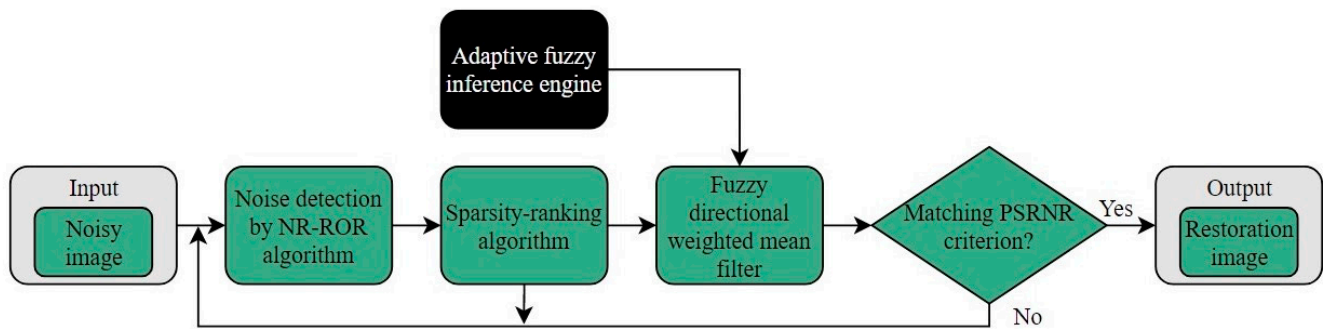 Adaptive fuzzy
inference engine
Input
Noisy
image
Noise detection
by NR-ROR
algorithm
Sparsity-ranking
algorithm
Fuzzy
directional
weighted mean
filter
Matching PSRNR
criterion?
Yes
No
Output
Restoration
image